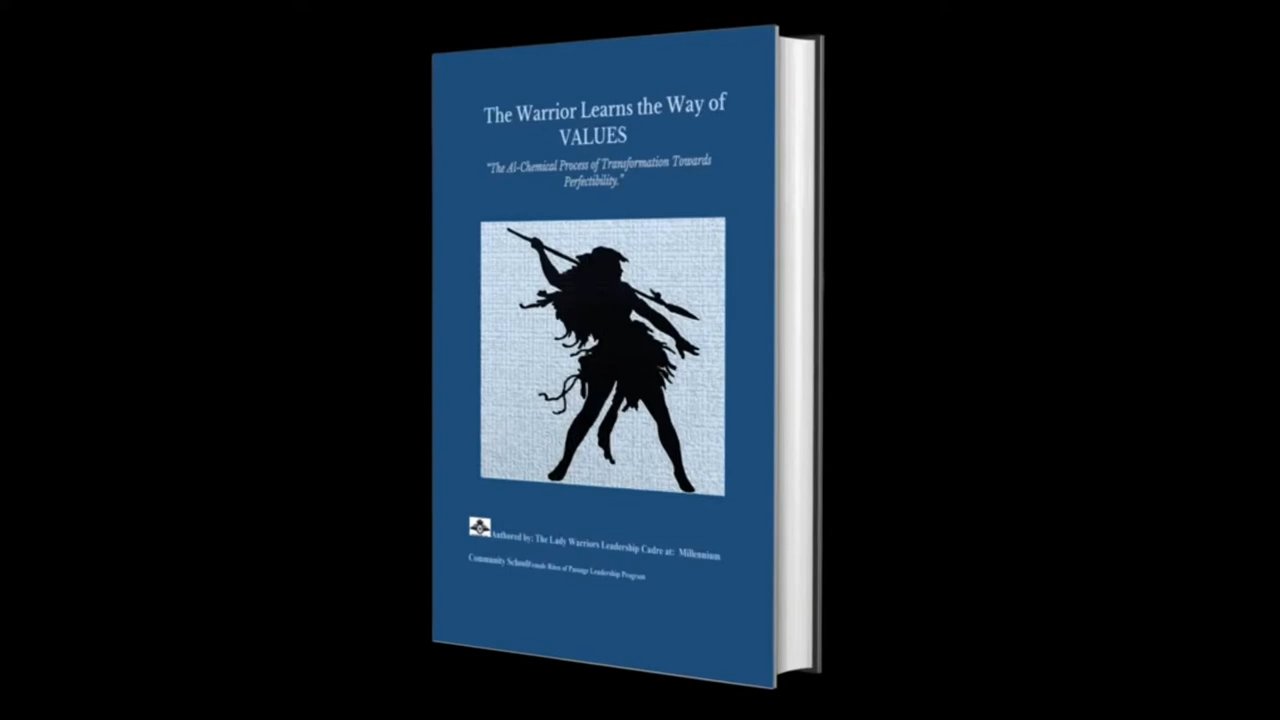 The Warrior Learns the Way of
VALUES
"The Al-Chemical Process of Transformation Towards
Perfectibility."
Authored by: The Lady Warriors Leadership Cadre at: Millennium
Community SchoolFemale Rites of Passage Leadership Program